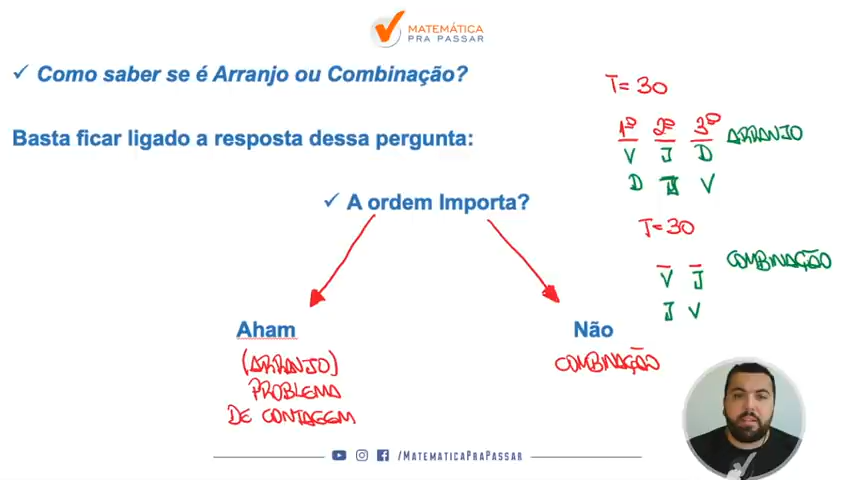 MATEMÁTICA
PRA PASSAR
✓ Como saber se é Arranjo ou Combinação?
Basta ficar ligado a resposta dessa pergunta:
✓ A ordem Importa?
Aham
(ARRANJO)
PROBLEMA
DE CONTAGEM
Não
COMBINAÇÃO
T=30
1º 2º 3º ARRANJO
V J D
D J V
T=30
COMBINAÇÃO
V J
J V
/MatematicaPraPassar